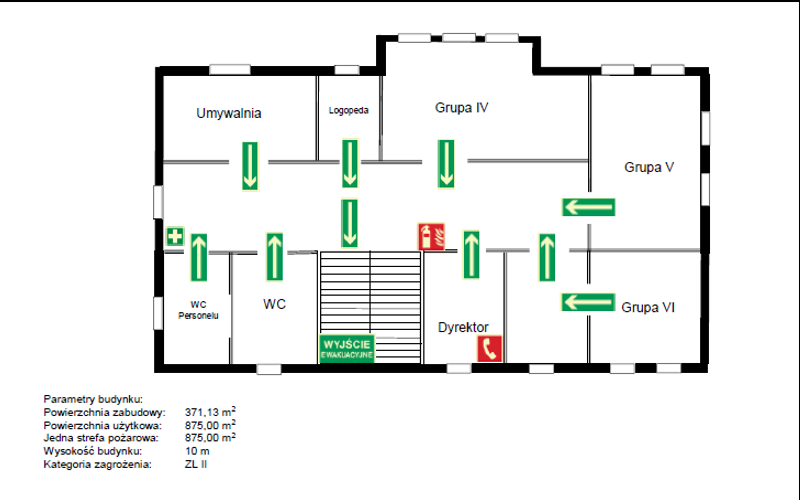 Umywalnia
Logopeda
Grupa IV
Grupa V
WC
Personelu
WC
Dyrektor
Grupa VI
WYJŚCIE
EWAKUACYJNE
Parametry budynku:
Powierzchnia zabudowy: 371,13 m²
Powierzchnia użytkowa: 875,00 m²
Jedna strefa pożarowa: 875,00 m²
Wysokość budynku: 10 m
Kategoria zagrożenia: ZL II